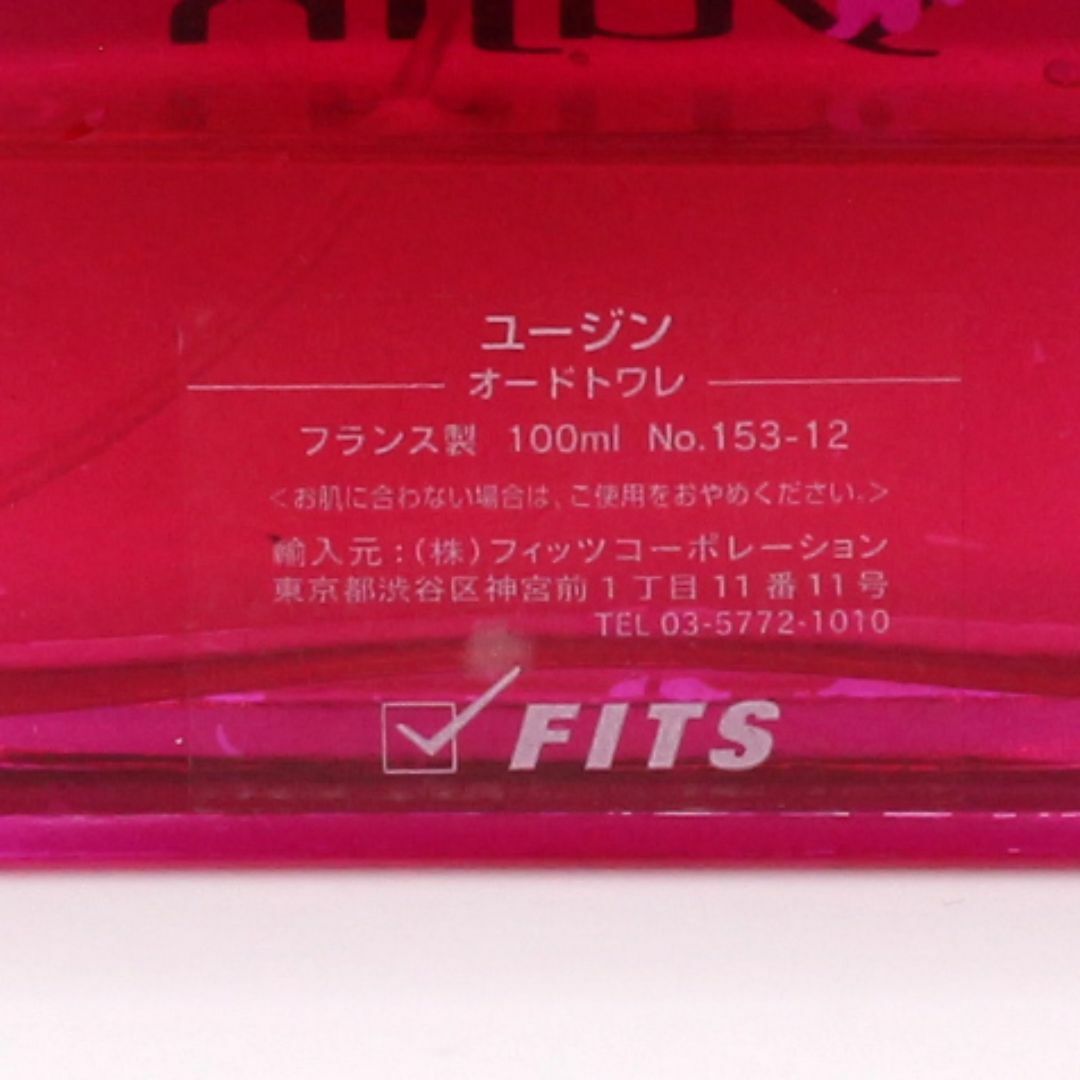 ユージン
オードトワレ
フランス製 100ml No.153-12
<お肌に合わない場合は、ご使用をおやめください。>
輸入元:(株)フィッツコーポレーション
東京都渋谷区神宮前1丁目11番11号
TEL 03-5772-1010
FITS